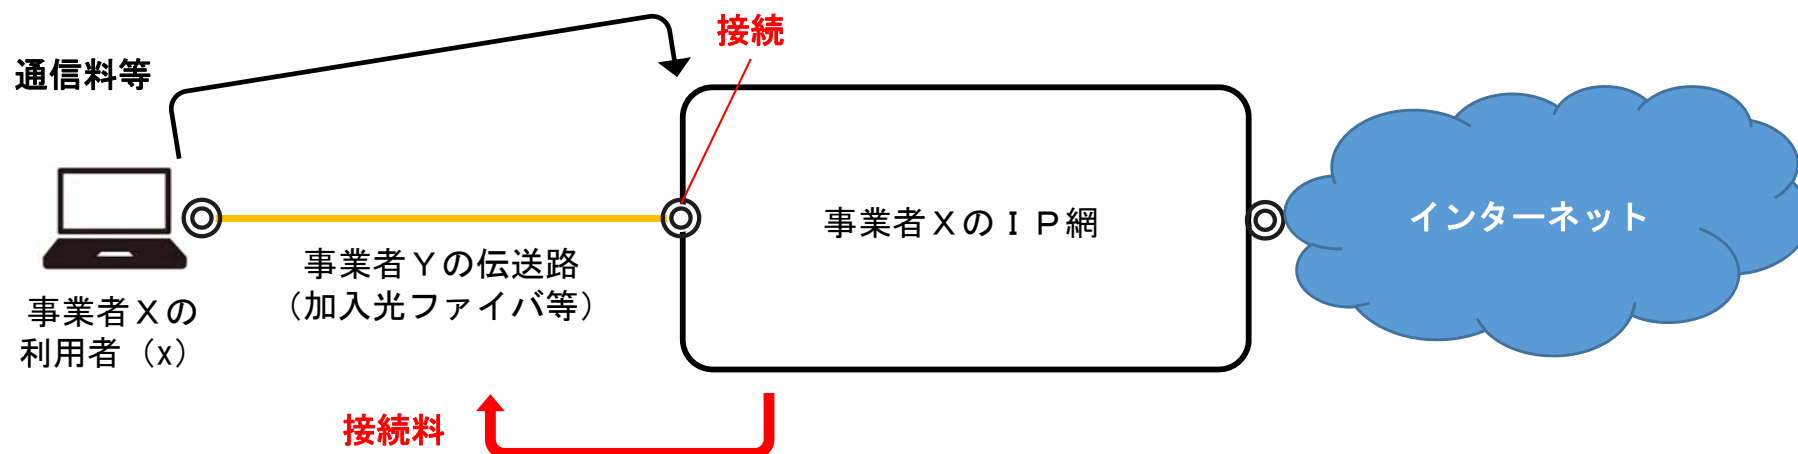 接続
通信料等
事業者Xの
利用者（x）
事業者Yの伝送路
（加入光ファイバ等）
事業者XのＩＰ網
インターネット
接続料